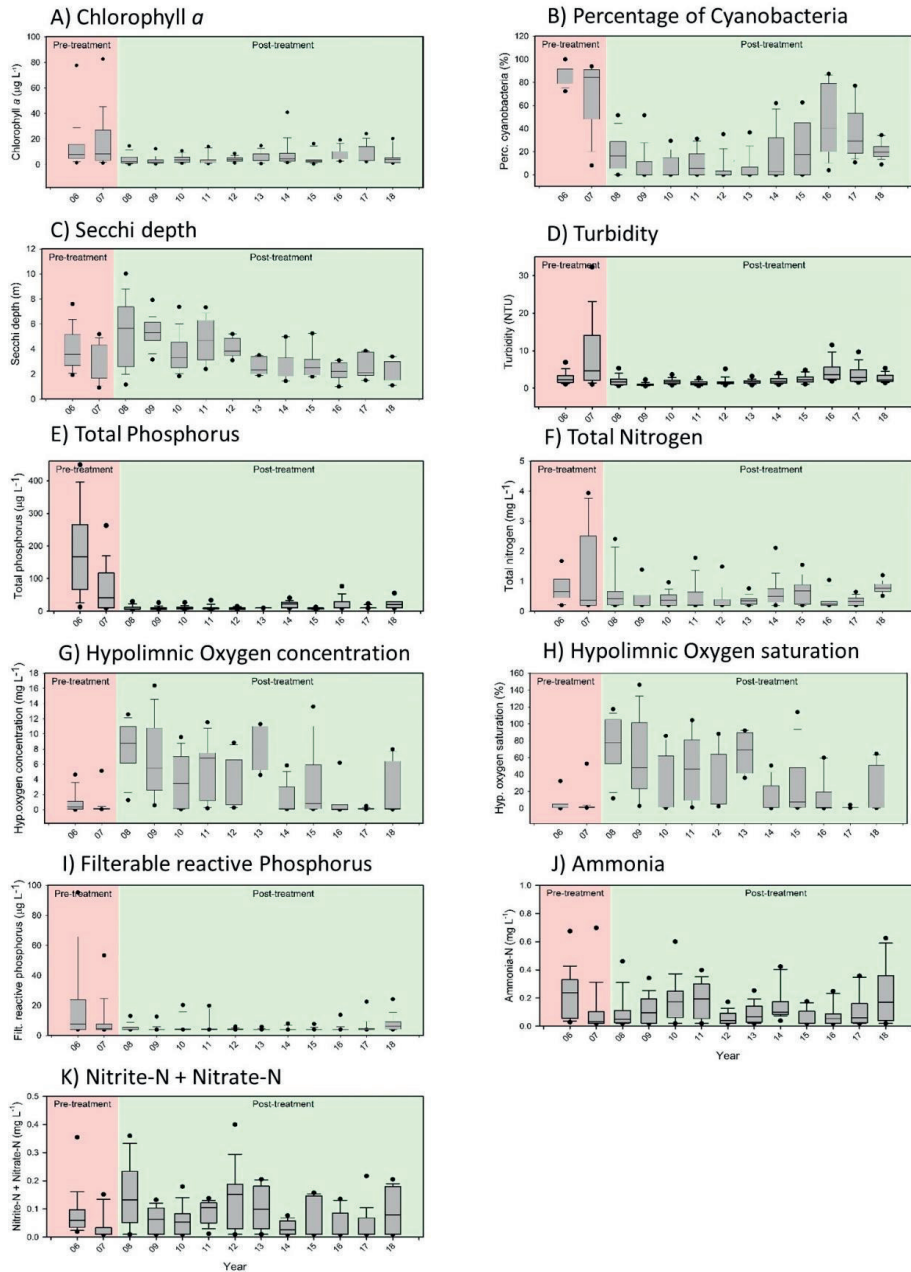 A) Chlorophyll a
Pre-treatment
Post-treatment
Chlorophyll a (µg L⁻¹)
100
80
60
40
20
0
06 07 08 09 10 11 12 13 14 15 16 17 18
B) Percentage of Cyanobacteria
Pre-treatment
Post-treatment
Perc. cyanobacteria (%)
120
100
80
60
40
20
0
06 07 08 09 10 11 12 13 14 15 16 17 18
C) Secchi depth
Pre-treatment
Post-treatment
Secchi depth (m)
12
10
8
6
4
2
0
06 07 08 09 10 11 12 13 14 15 16 17 18
D) Turbidity
Pre-treatment
Post-treatment
Turbidity (NTU)
30
20
10
0
06 07 08 09 10 11 12 13 14 15 16 17 18
E) Total Phosphorus
Pre-treatment
Post-treatment
Total phosphorus (µg L⁻¹)
400
300
200
100
0
06 07 08 09 10 11 12 13 14 15 16 17 18
F) Total Nitrogen
Pre-treatment
Post-treatment
Total nitrogen (mg L⁻¹)
5
4
3
2
1
0
06 07 08 09 10 11 12 13 14 15 16 17 18
G) Hypolimnic Oxygen concentration
Pre-treatment
Post-treatment
Hyp.oxygen concentration (mg L⁻¹)
18
16
14
12
10
8
6
4
2
0
06 07 08 09 10 11 12 13 14 15 16 17 18
H) Hypolimnic Oxygen saturation
Pre-treatment
Post-treatment
Hyp. oxygen saturation (%)
160
140
120
100
80
60
40
20
0
06 07 08 09 10 11 12 13 14 15 16 17 18
I) Filterable reactive Phosphorus
Pre-treatment
Post-treatment
Filt. reactive phosphorus (µg L⁻¹)
100
80
60
40
20
0
06 07 08 09 10 11 12 13 14 15 16 17 18
J) Ammonia
Pre-treatment
Post-treatment
Ammonia-N (mg L⁻¹)
1.0
0.8
0.6
0.4
0.2
0.0
06 07 08 09 10 11 12 13 14 15 16 17 18
Year
K) Nitrite-N + Nitrate-N
Pre-treatment
Post-treatment
Nitrite-N + Nitrate-N (mg L⁻¹)
0.5
0.4
0.3
0.2
0.1
0.0
06 07 08 09 10 11 12 13 14 15 16 17 18
Year